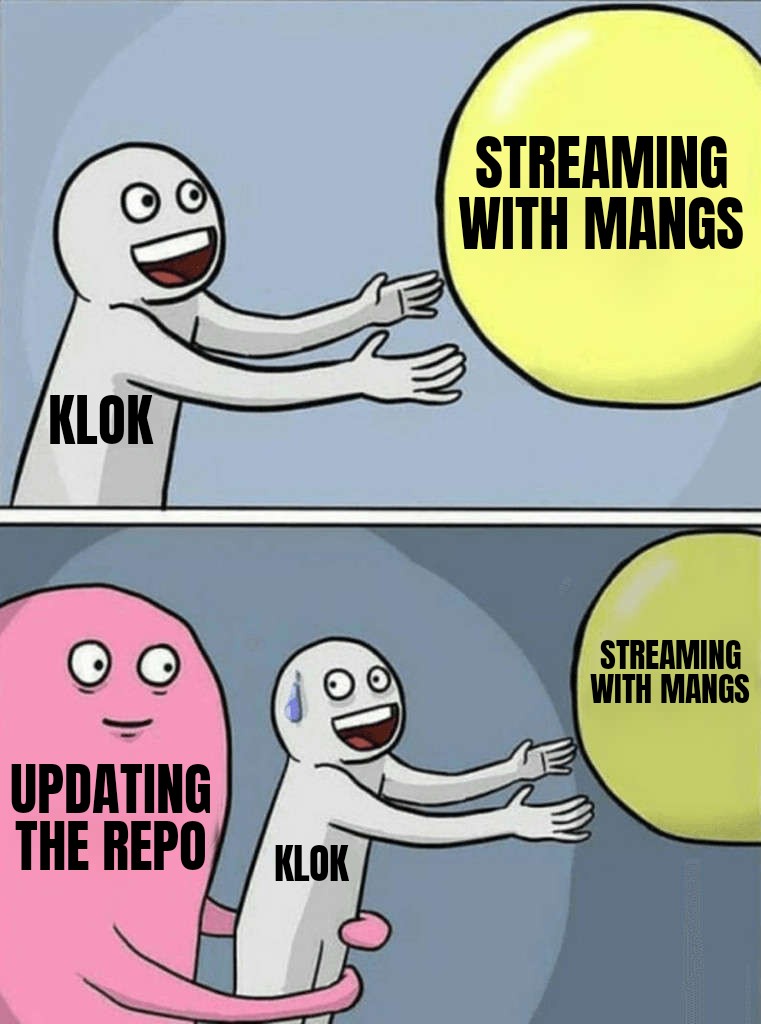 STREAMING
WITH MANGS
KLOK
STREAMING
WITH MANGS
UPDATING
THE REPO
KLOK